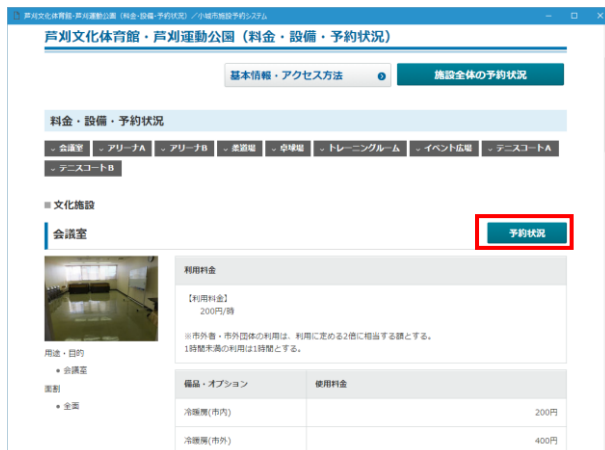 芦刈文化体育館-芦刈運動公園（料金-設備-予約状況）／小城市施設予約システム
芦刈文化体育館・芦刈運動公園（料金・設備・予約状況）
基本情報・アクセス方法
施設全体の予約状況
料金・設備・予約状況
会議室 アリーナA アリーナB 柔道場 卓球場 トレーニングルーム イベント広場 テニスコートA
テニスコートB
文化施設
会議室
予約状況
利用料金
【利用料金】
200円/時
※市外者・市外団体の利用は、利用に定める2倍に相当する額とする。
1時間未満の利用は1時間とする。
用途・目的
• 会議室
面割
• 全面
備品・オプション 使用料金
冷暖房(市内) 200円
冷暖房(市外) 400円